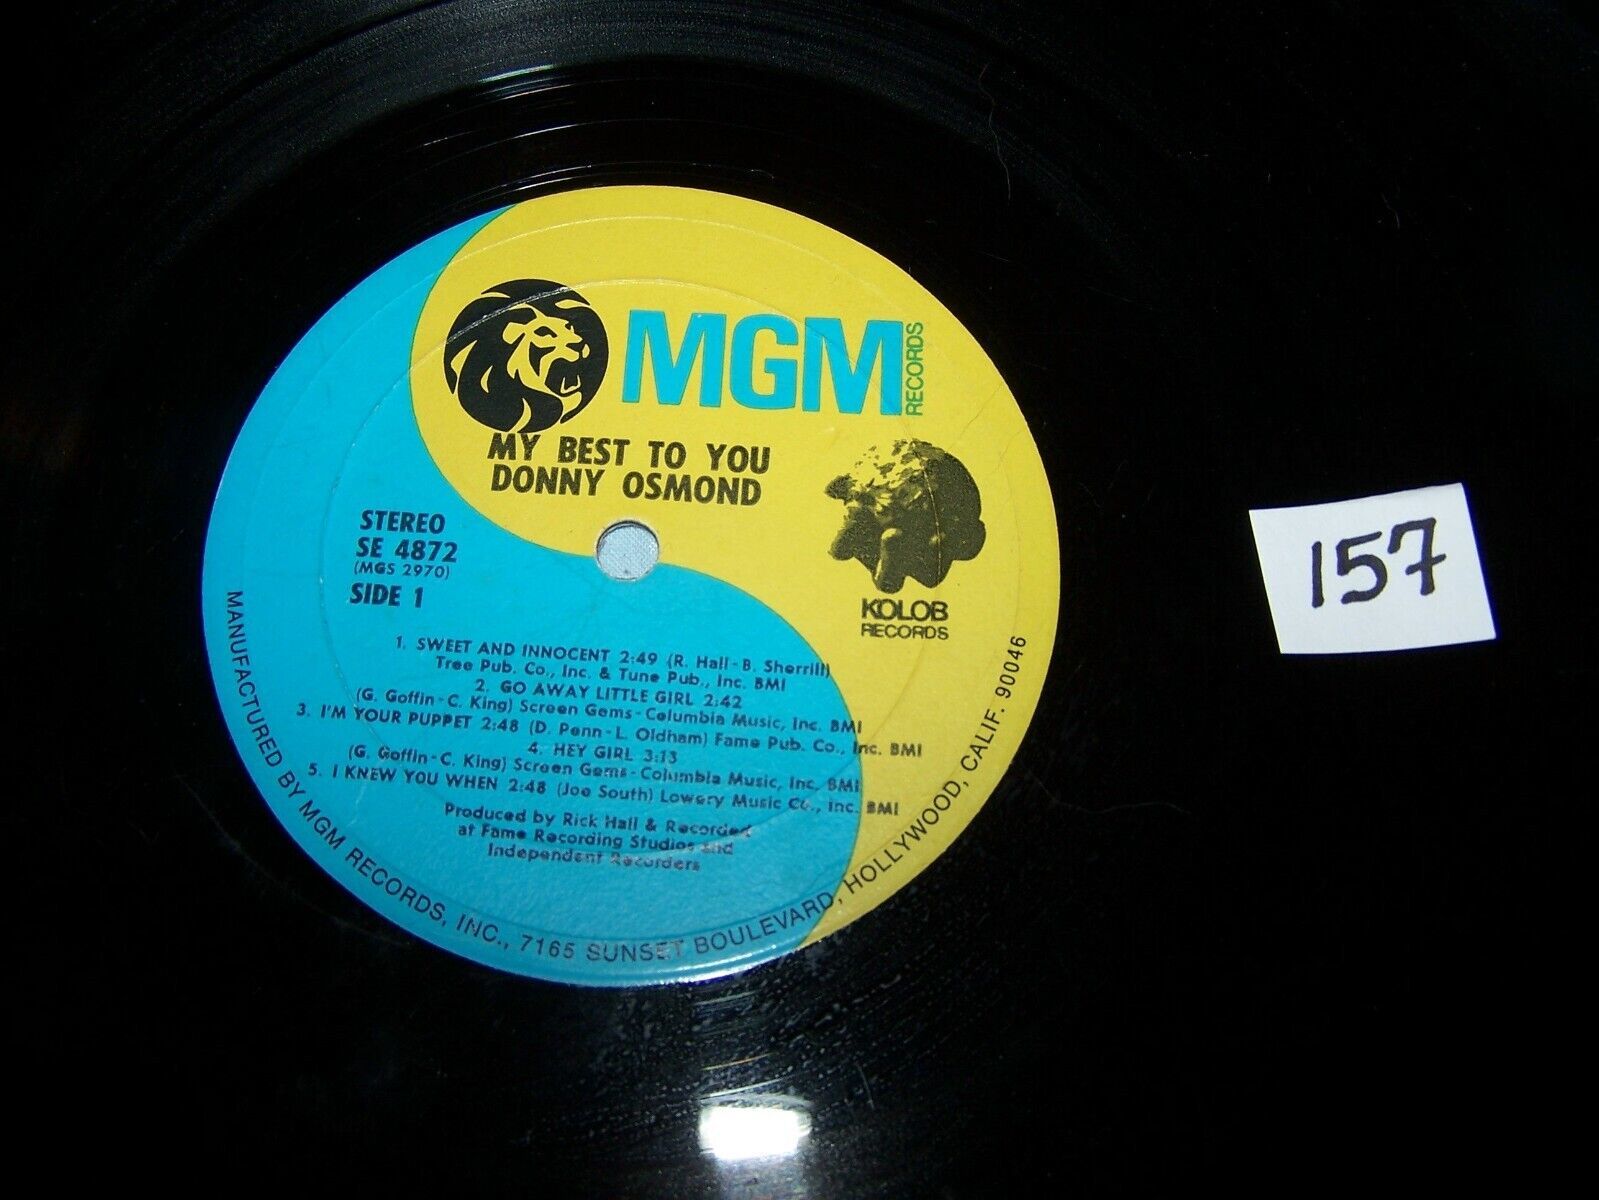 MGM
RECORDS
MY BEST TO YOU
DONNY OSMOND
STEREO
SE 4872
(MGS 2970)
SIDE 1
KOLOB
RECORDS
1. SWEET AND INNOCENT 2:49 (R. Hall-B. Sherrill)
Tree Pub. Co., Inc. & Tune Pub., Inc. BMI
2. GO AWAY LITTLE GIRL 2:42
(G. Goffin-C. King) Screen Gems-Columbia Music, Inc. BMI
3. I'M YOUR PUPPET 2:48 (D. Penn-L. Oldham) Fame Pub. Co., Inc. BMI
4. HEY GIRL 3:13
(G. Goffin-C. King) Screen Gems-Columbia Music, Inc. BMI
5. I KNEW YOU WHEN 2:48 (Joe South) Lowery Music Co., Inc. BMI
Produced by Rick Hall & Recorded
at Fame Recording Studios and
Independent Recorders
MANUFACTURED BY MGM RECORDS, INC., 7165 SUNSET BOULEVARD, HOLLYWOOD, CALIF. 90046
157